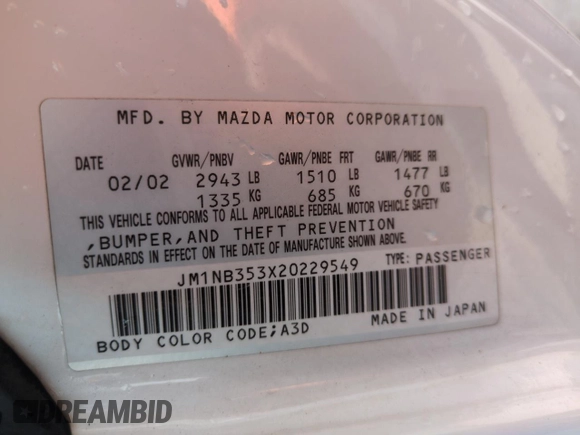 MFD. BY MAZDA MOTOR CORPORATION
DATE GVWR/PNBV GAWR/PNBE FRT GAWR/PNBE RR
02/02 2943 LB 1510 LB 1477 LB
1335 KG 685 KG 670 KG
THIS VEHICLE CONFORMS TO ALL APPLICABLE FEDERAL MOTOR VEHICLE SAFETY
,BUMPER,AND THEFT PREVENTION
STANDARDS IN EFFECT ON THE DATE OF MANUFACTURE SHOWN ABOVE.
JM1NB353X20229549 TYPE: PASSENGER
BODY COLOR CODE;A3D MADE IN JAPAN
DREAMBID